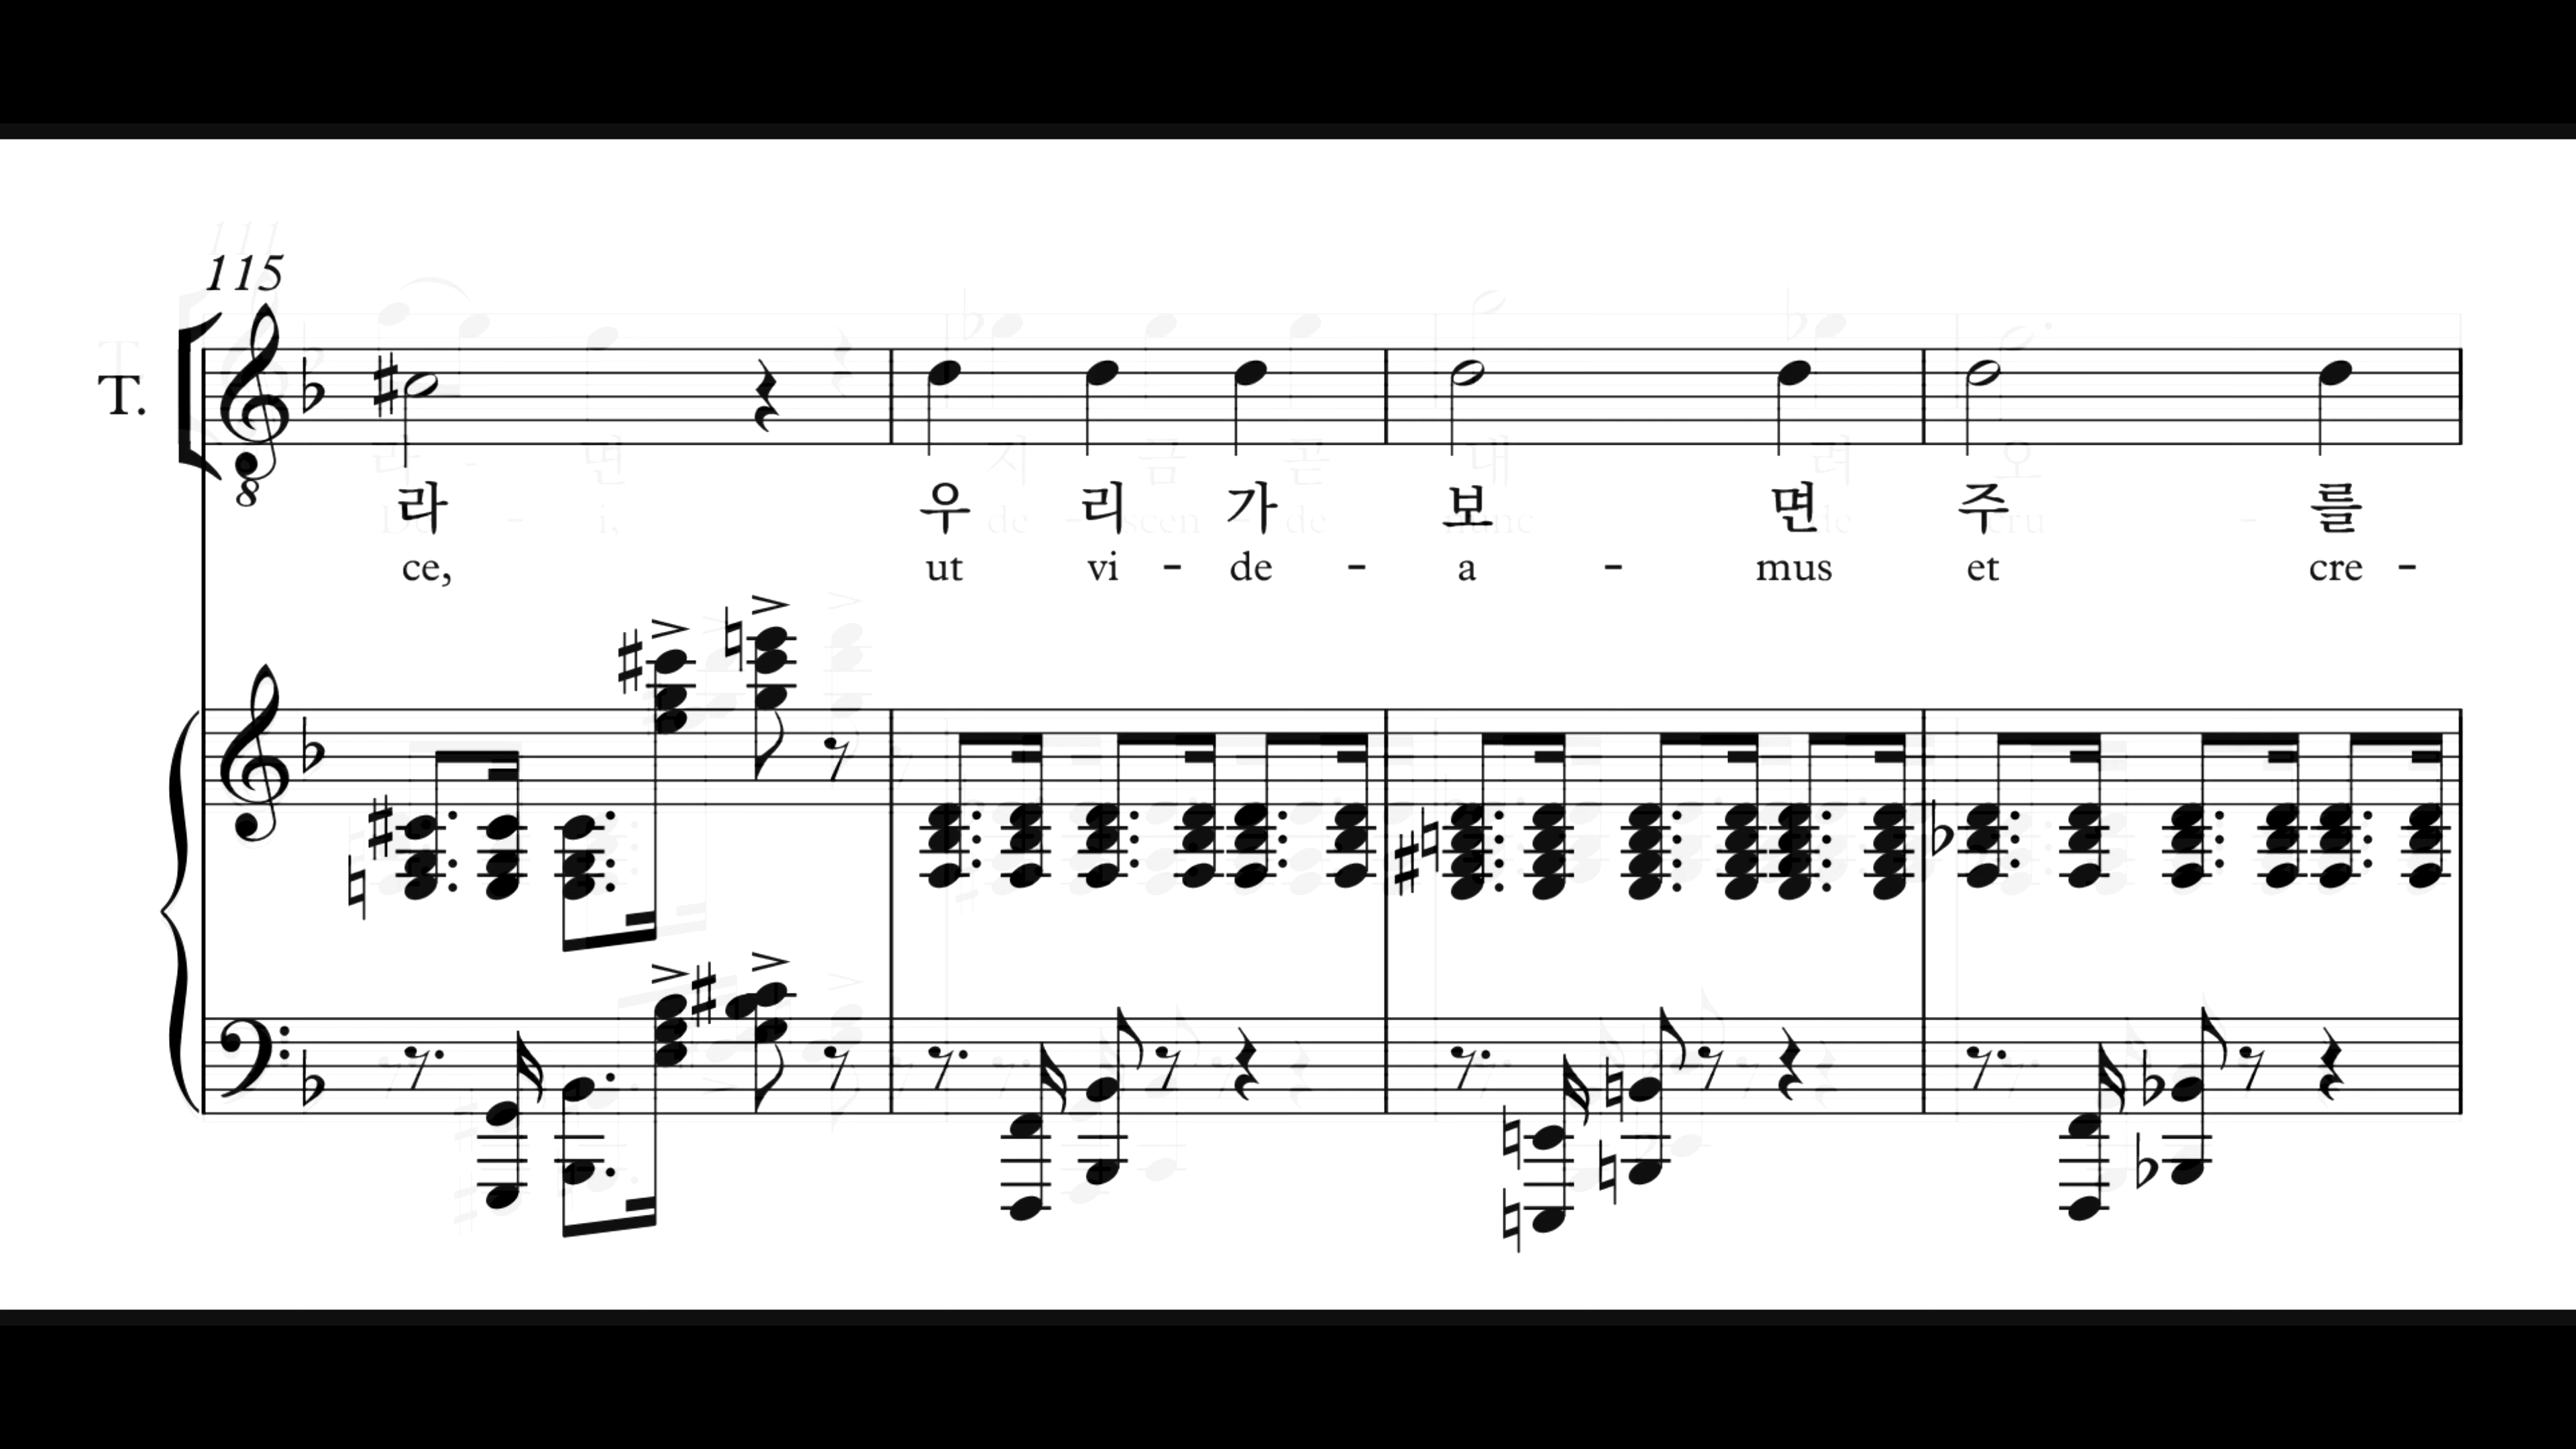 115
T.
라 우 리 가 보 면 주 를
ce, ut vi - de - a - mus et cre -